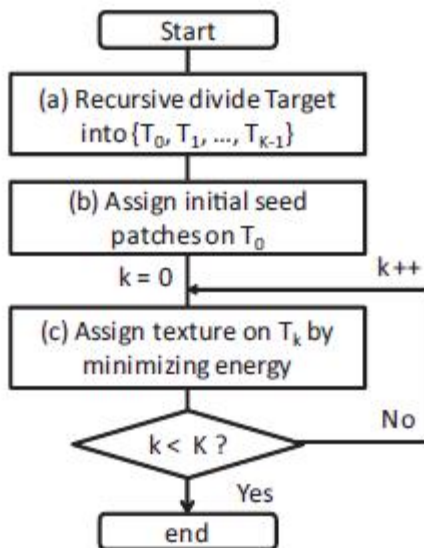 Start
(a) Recursive divide Target
into {T₀, T₁, ..., T_K-1}
(b) Assign initial seed
patches on T₀
k = 0
k ++
(c) Assign texture on Tₖ by
minimizing energy
k < K ?
No
Yes
end